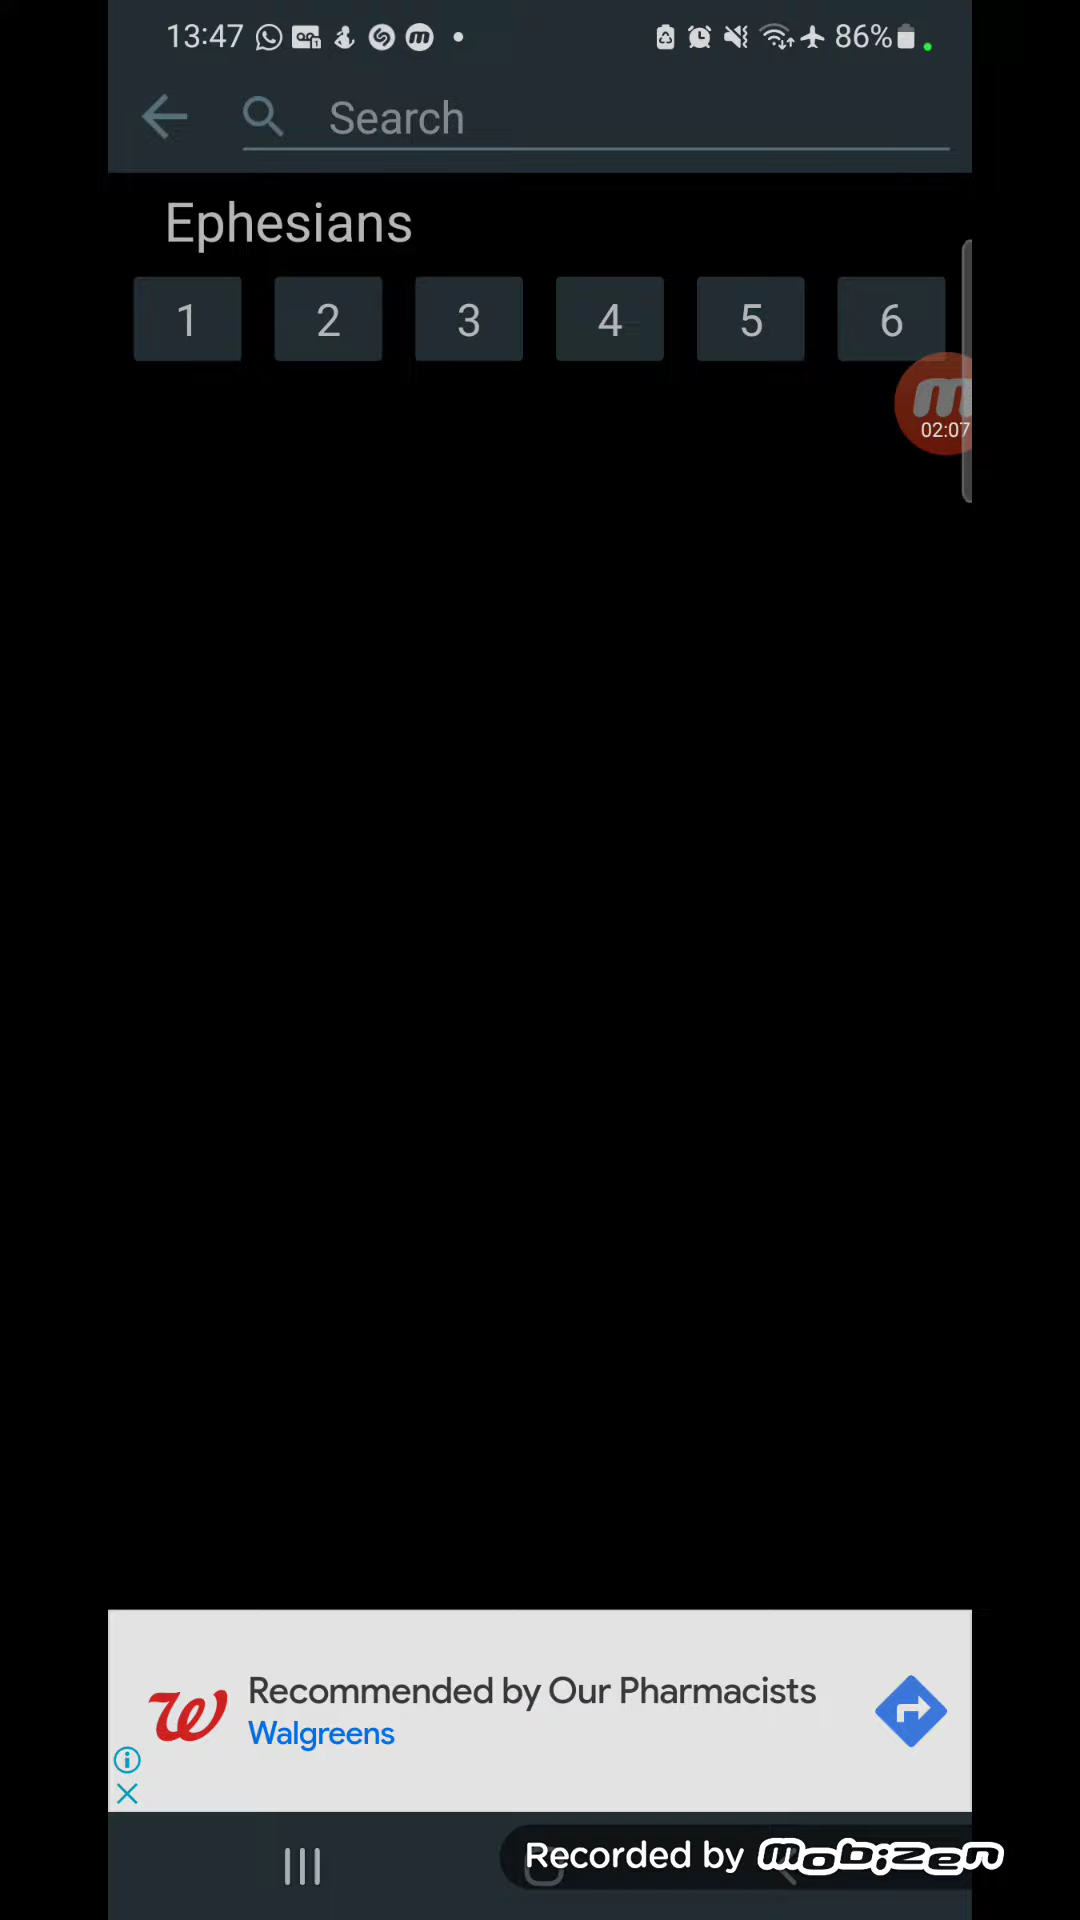 13:47 86%
Search
Ephesians
1 2 3 4 5 6
02:07
Recommended by Our Pharmacists
Walgreens
Recorded by mobizen